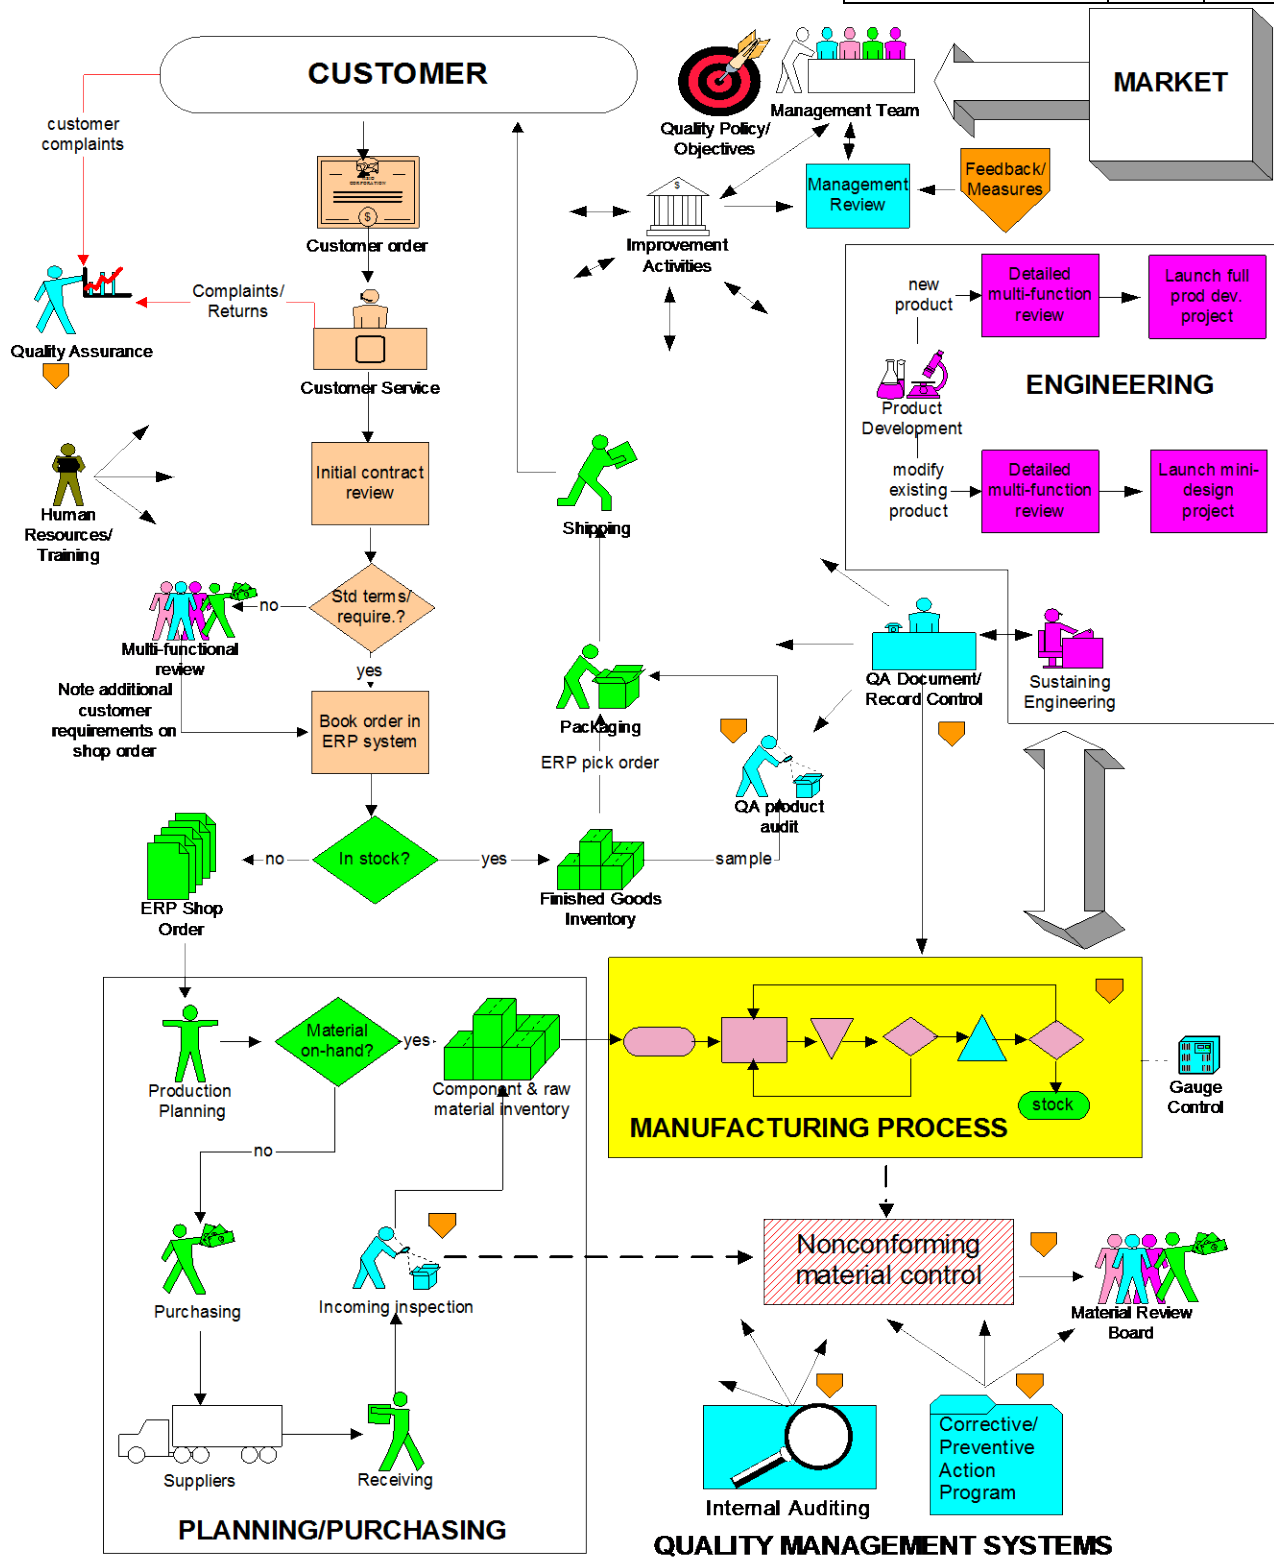 CUSTOMER
MARKET
customer
complaints
Quality Policy/
Objectives
Management Team
Feedback/
Measures
Management
Review
CORPORATION
$
$
Customer order
Improvement
Activities
Complaints/
Returns
Quality Assurance
Customer Service
new
product
Detailed
multi-function
review
Launch full
prod dev.
project
ENGINEERING
Product
Development
modify
existing
product
Detailed
multi-function
review
Launch mini-
design
project
Initial contract
review
Human
Resources/
Training
Shipping
Std terms/
require.?
no
yes
Multi-functional
review
Note additional
customer
requirements on
shop order
Book order in
ERP system
Packaging
ERP pick order
QA Document/
Record Control
Sustaining
Engineering
QA product
audit
In stock?
no
yes
sample
ERP Shop
Order
Finished Goods
Inventory
Production
Planning
Material
on-hand?
yes
no
Component & raw
material inventory
stock
MANUFACTURING PROCESS
Gauge
Control
Purchasing
Incoming inspection
Nonconforming
material control
Material Review
Board
Suppliers
Receiving
PLANNING/PURCHASING
Internal Auditing
Corrective/
Preventive
Action
Program
QUALITY MANAGEMENT SYSTEMS